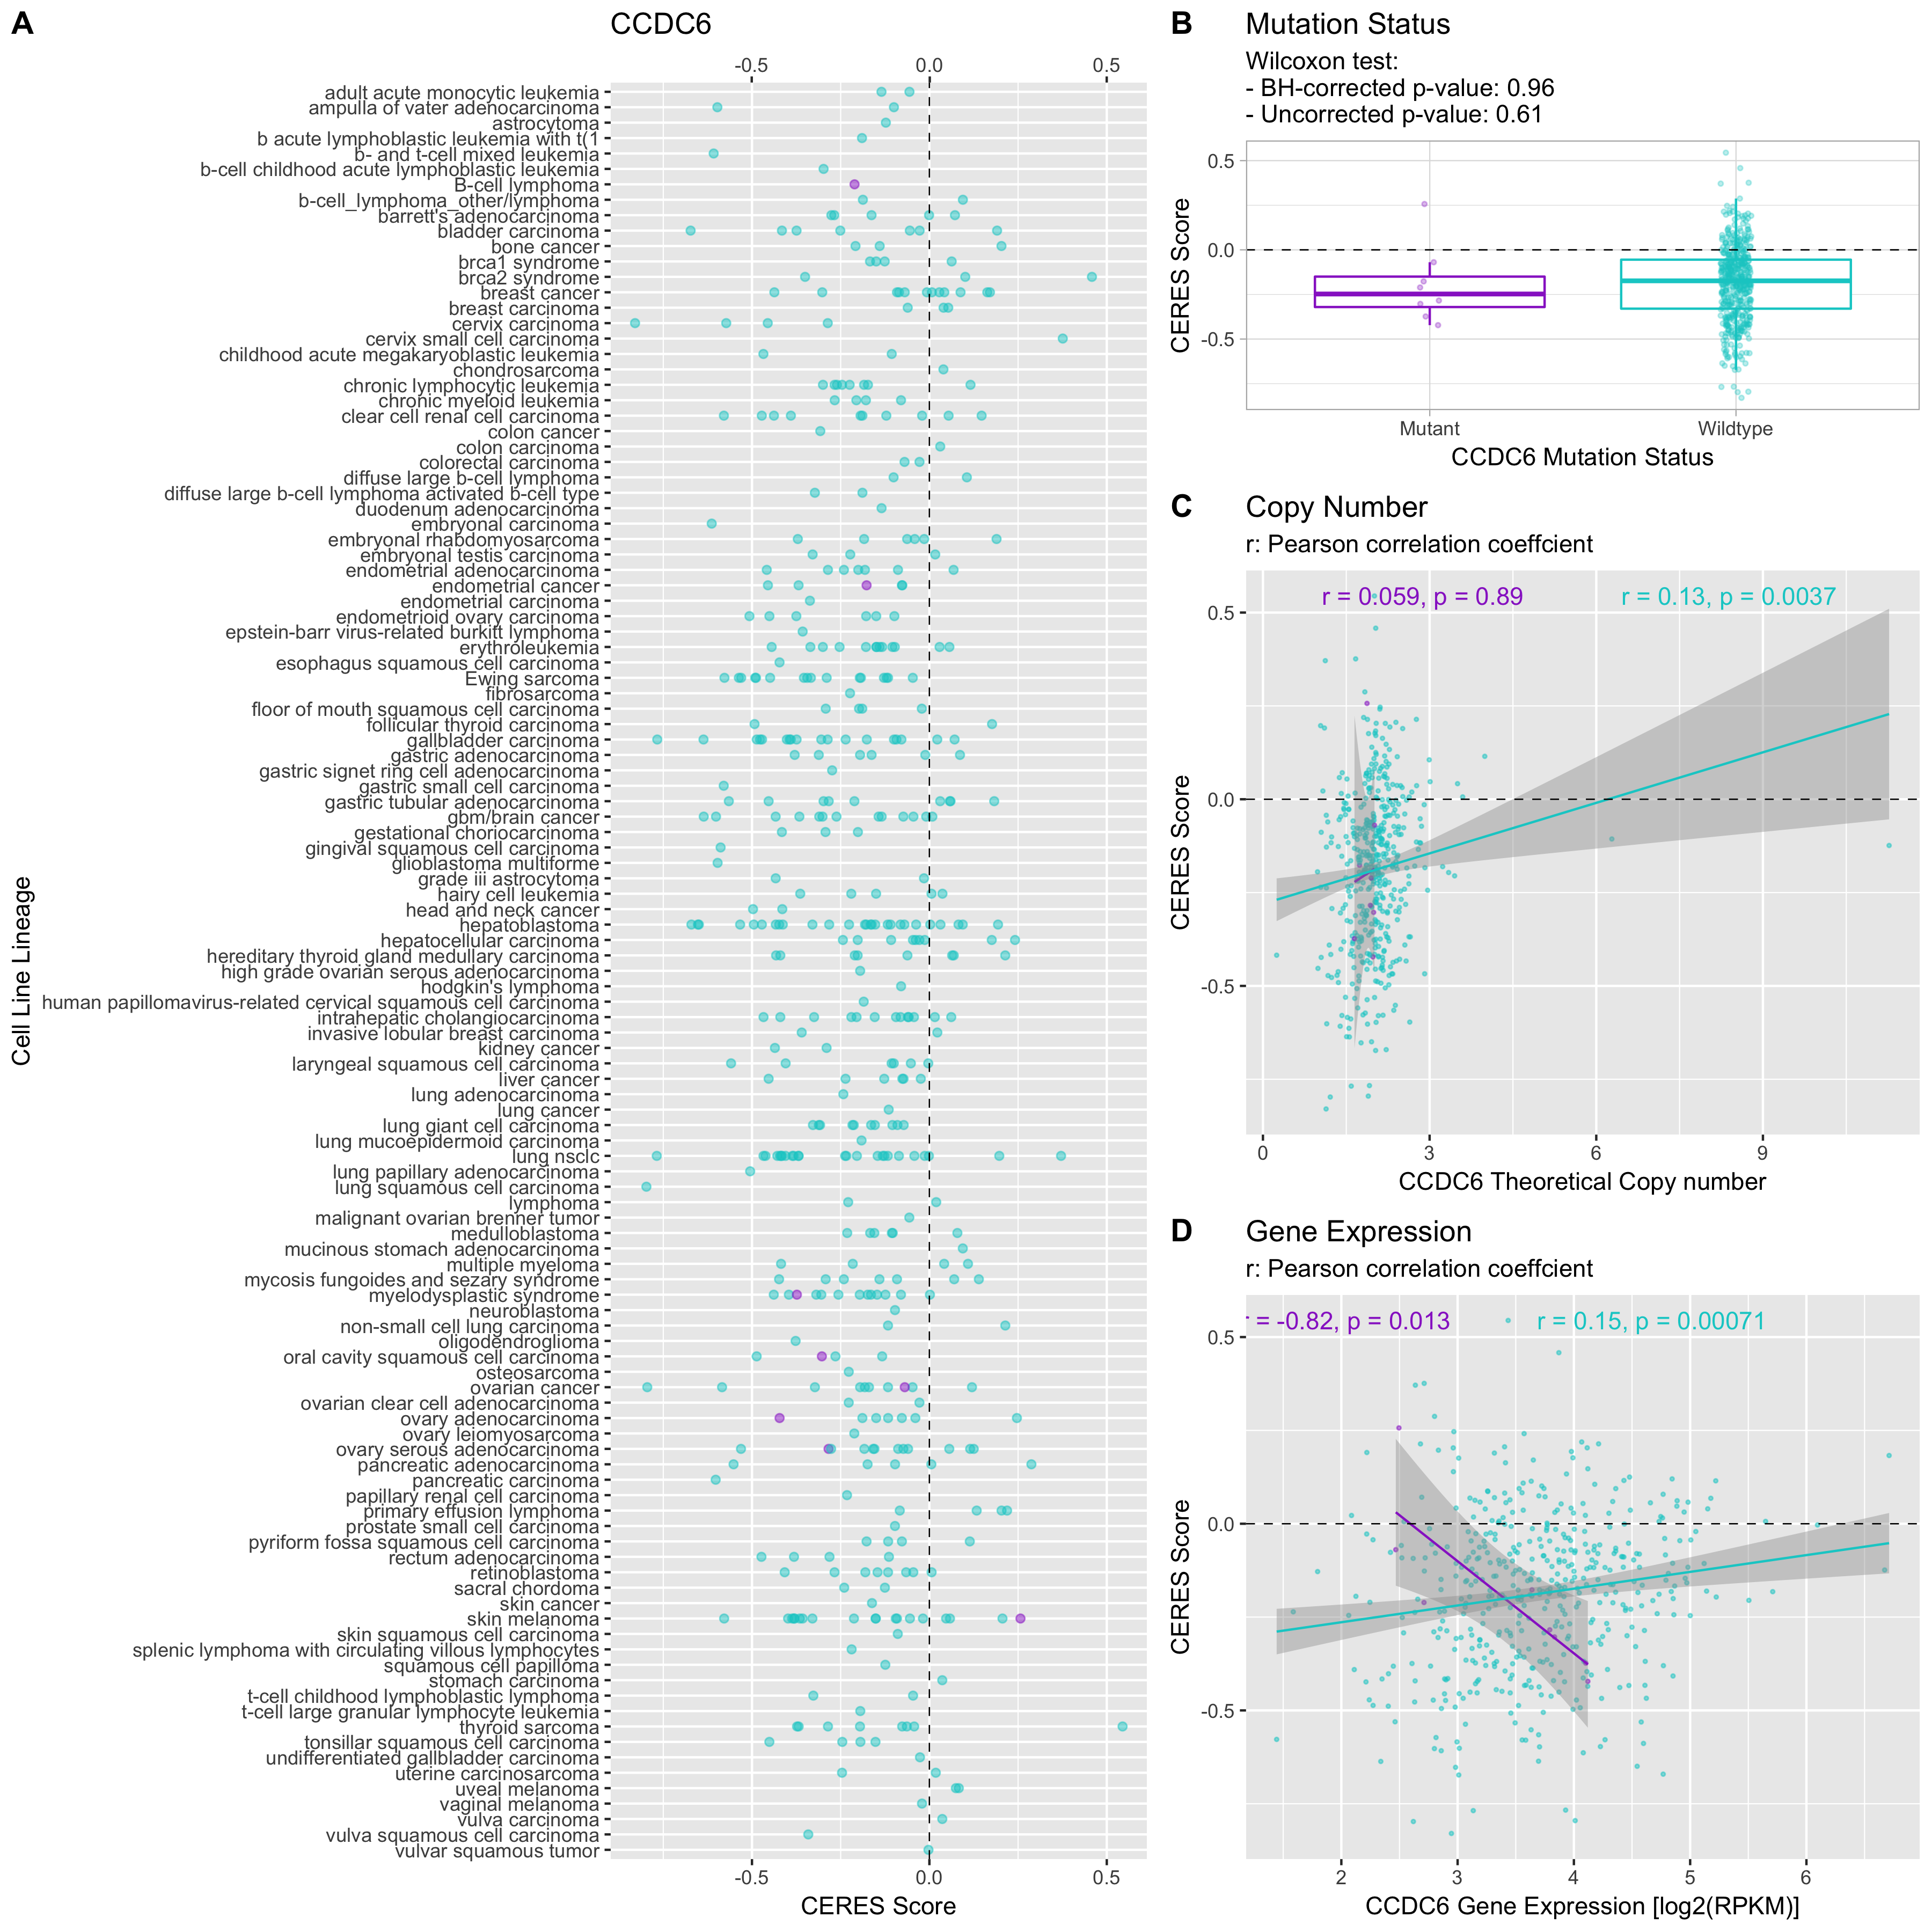 A
CCDC6
-0.5
0.0
0.5
Cell Line Lineage
adult acute monocytic leukemia
ampulla of vater adenocarcinoma
astrocytoma
b acute lymphoblastic leukemia with t(1
b- and t-cell mixed leukemia
b-cell childhood acute lymphoblastic leukemia
B-cell lymphoma
b-cell_lymphoma_other/lymphoma
barrett's adenocarcinoma
bladder carcinoma
bone cancer
brca1 syndrome
brca2 syndrome
breast cancer
breast carcinoma
cervix carcinoma
cervix small cell carcinoma
childhood acute megakaryoblastic leukemia
chondrosarcoma
chronic lymphocytic leukemia
chronic myeloid leukemia
clear cell renal cell carcinoma
colon cancer
colon carcinoma
colorectal carcinoma
diffuse large b-cell lymphoma
diffuse large b-cell lymphoma activated b-cell type
duodenum adenocarcinoma
embryonal carcinoma
embryonal rhabdomyosarcoma
embryonal testis carcinoma
endometrial adenocarcinoma
endometrial cancer
endometrial carcinoma
endometrioid ovary carcinoma
epstein-barr virus-related burkitt lymphoma
erythroleukemia
esophagus squamous cell carcinoma
Ewing sarcoma
fibrosarcoma
floor of mouth squamous cell carcinoma
follicular thyroid carcinoma
gallbladder carcinoma
gastric adenocarcinoma
gastric signet ring cell adenocarcinoma
gastric small cell carcinoma
gastric tubular adenocarcinoma
gbm/brain cancer
gestational choriocarcinoma
gingival squamous cell carcinoma
glioblastoma multiforme
grade iii astrocytoma
hairy cell leukemia
head and neck cancer
hepatoblastoma
hepatocellular carcinoma
hereditary thyroid gland medullary carcinoma
high grade ovarian serous adenocarcinoma
hodgkin's lymphoma
human papillomavirus-related cervical squamous cell carcinoma
intrahepatic cholangiocarcinoma
invasive lobular breast carcinoma
kidney cancer
laryngeal squamous cell carcinoma
liver cancer
lung adenocarcinoma
lung cancer
lung giant cell carcinoma
lung mucoepidermoid carcinoma
lung nsclc
lung papillary adenocarcinoma
lung squamous cell carcinoma
lymphoma
malignant ovarian brenner tumor
medulloblastoma
mucinous stomach adenocarcinoma
multiple myeloma
mycosis fungoides and sezary syndrome
myelodysplastic syndrome
neuroblastoma
non-small cell lung carcinoma
oligodendroglioma
oral cavity squamous cell carcinoma
osteosarcoma
ovarian cancer
ovarian clear cell adenocarcinoma
ovary adenocarcinoma
ovary leiomyosarcoma
ovary serous adenocarcinoma
pancreatic adenocarcinoma
pancreatic carcinoma
papillary renal cell carcinoma
primary effusion lymphoma
prostate small cell carcinoma
pyriform fossa squamous cell carcinoma
rectum adenocarcinoma
retinoblastoma
sacral chordoma
skin cancer
skin melanoma
skin squamous cell carcinoma
splenic lymphoma with circulating villous lymphocytes
squamous cell papilloma
stomach carcinoma
t-cell childhood lymphoblastic lymphoma
t-cell large granular lymphocyte leukemia
thyroid sarcoma
tonsillar squamous cell carcinoma
undifferentiated gallbladder carcinoma
uterine carcinosarcoma
uveal melanoma
vaginal melanoma
vulva carcinoma
vulva squamous cell carcinoma
vulvar squamous tumor
-0.5
0.0
0.5
CERES Score
B
Mutation Status
Wilcoxon test:
- BH-corrected p-value: 0.96
- Uncorrected p-value: 0.61
CERES Score
0.5
0.0
-0.5
Mutant
Wildtype
CCDC6 Mutation Status
C
Copy Number
r: Pearson correlation coeffcient
r = 0.059, p = 0.89
r = 0.13, p = 0.0037
CERES Score
0.5
0.0
-0.5
0
3
6
9
CCDC6 Theoretical Copy number
D
Gene Expression
r: Pearson correlation coeffcient
r = -0.82, p = 0.013
r = 0.15, p = 0.00071
CERES Score
0.5
0.0
-0.5
2
3
4
5
6
CCDC6 Gene Expression [log2(RPKM)]